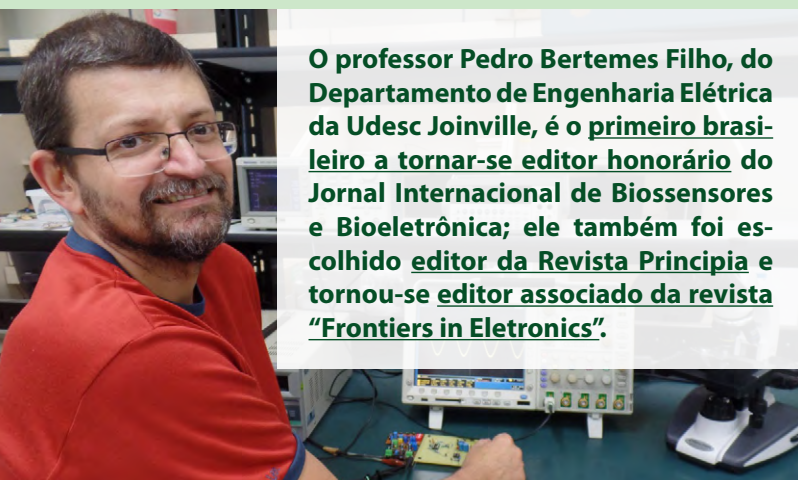 O professor Pedro Bertemes Filho, do
Departamento de Engenharia Elétrica
da Udesc Joinville, é o primeiro brasi-
leiro a tornar-se editor honorário do
Jornal Internacional de Biossensores
e Bioeletrônica; ele também foi es-
colhido editor da Revista Principia e
tornou-se editor associado da revista
“Frontiers in Eletronics”.